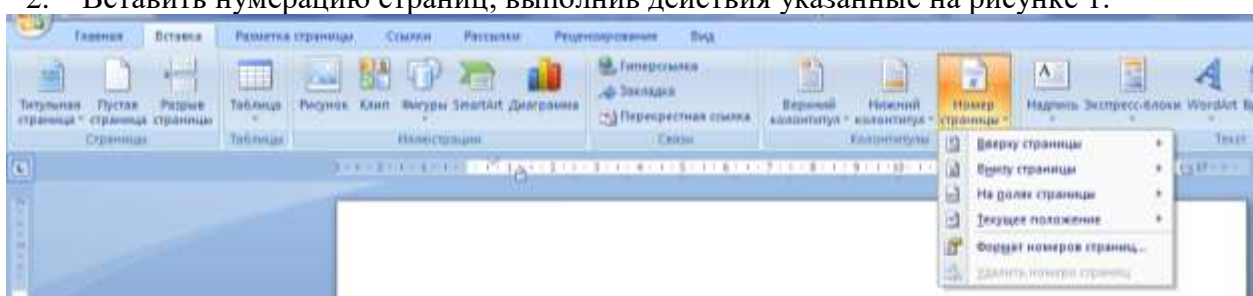 2. Вставить нумерацию страниц, выполнив действия указанные на рисунке 1.
Главная Вставка Разметка страницы Ссылки Рассылки Рецензирование Вид
Титульная страница Пустая страница Разрыв страницы Таблица Рисунок Клип Фигуры SmartArt Диаграмма Гиперссылка Закладка Перекрестная ссылка Верхний колонтитул Нижний колонтитул Номер страницы Надпись Экспресс-блоки WordArt
Страницы Таблицы Иллюстрации Связи Колонтитулы Текст
Вверху страницы
Внизу страницы
На полях страницы
Текущее положение
Формат номеров страниц...
Удалить номера страниц